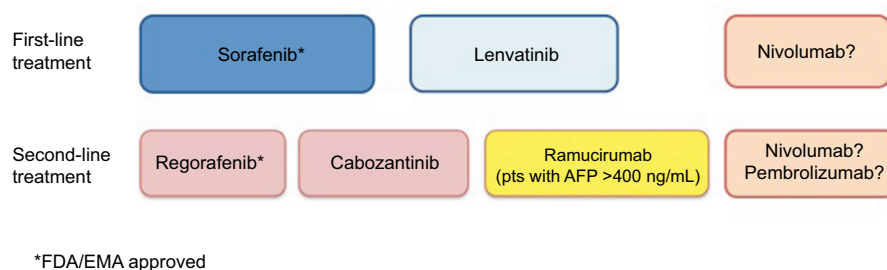 First-line
treatment
Sorafenib*
Lenvatinib
Nivolumab?
Second-line
treatment
Regorafenib*
Cabozantinib
Ramucirumab
(pts with AFP >400 ng/mL)
Nivolumab?
Pembrolizumab?
*FDA/EMA approved